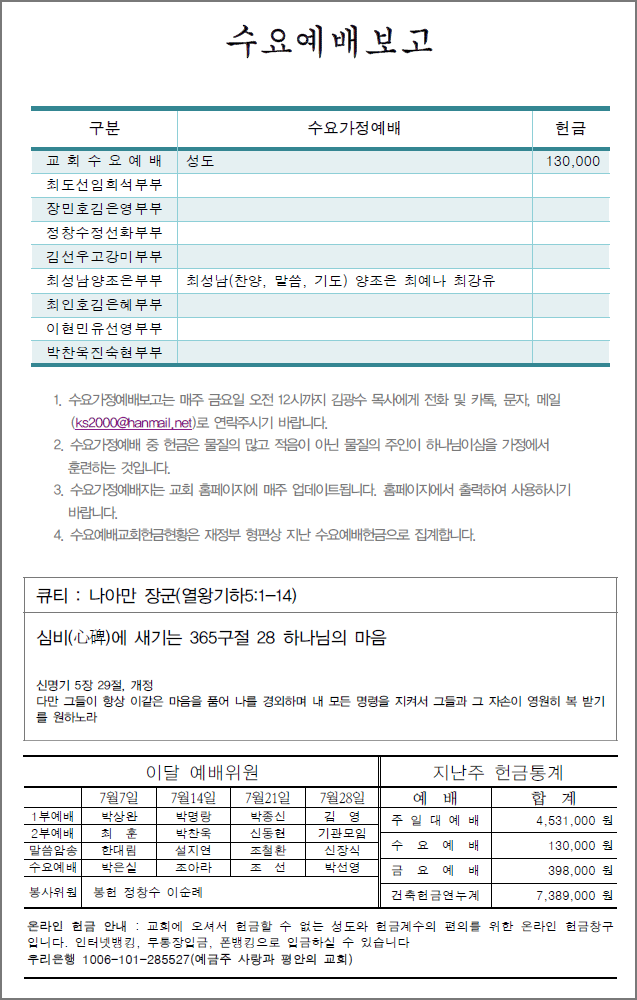 수요예배보고
구분 수요가정예배 헌금
교 회 수 요 예 배 성도 130,000
최도선임희석부부
장민호김은영부부
정창수정선화부부
김선우고강미부부
최성남양조은부부 최성남(찬양, 말씀, 기도) 양조은 최예나 최강유
최인호김은혜부부
이현민유선영부부
박찬욱진숙현부부
1. 수요가정예배보고는 매주 금요일 오전 12시까지 김광수 목사에게 전화 및 카톡, 문자, 메일
(ks2000@hanmail.net)로 연락주시기 바랍니다.
2. 수요가정예배 중 헌금은 물질의 많고 적음이 아닌 물질의 주인이 하나님이심을 가정에서
훈련하는 것입니다.
3. 수요가정예배지는 교회 홈페이지에 매주 업데이트됩니다. 홈페이지에서 출력하여 사용하시기
바랍니다.
4. 수요예배교회헌금현황은 재정부 형편상 지난 수요예배헌금으로 집계합니다.
큐티 : 나아만 장군(열왕기하5:1-14)
심비(心碑)에 새기는 365구절 28 하나님의 마음
신명기 5장 29절, 개정
다만 그들이 항상 이같은 마음을 품어 나를 경외하며 내 모든 명령을 지켜서 그들과 그 자손이 영원히 복 받기
를 원하노라
이달 예배위원
7월7일 7월14일 7월21일 7월28일
1부예배 박상완 박명랑 박종신 김 영
2부예배 최 훈 박찬욱 신동현 기관모임
말씀암송 한대림 설지연 조철환 신장식
수요예배 박은실 조아라 조 선 박선영
봉사위원 봉헌 정창수 이순례
지난주 헌금통계
예 배 합 계
주 일 대 예 배 4,531,000 원
수 요 예 배 130,000 원
금 요 예 배 398,000 원
건축헌금연누계 7,389,000 원
온라인 헌금 안내 : 교회에 오셔서 헌금할 수 없는 성도와 헌금계수의 편의를 위한 온라인 헌금창구
입니다. 인터넷뱅킹, 무통장입금, 폰뱅킹으로 입금하실 수 있습니다
우리은행 1006-101-285527(예금주 사랑과 평안의 교회)